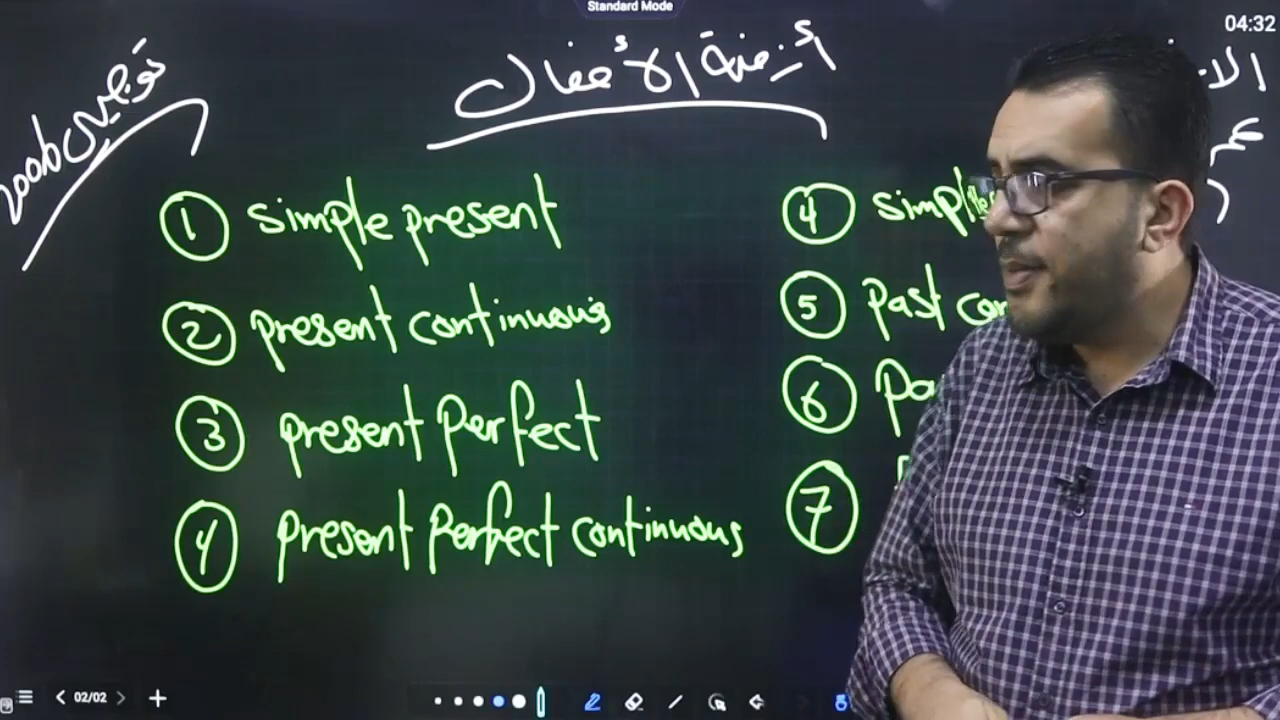 Standard Mode
04:32
أزمنة الأفعال
① simple present
② present continuous
③ present perfect
④ present perfect continuous
④ simple
⑤ past con
⑥ pa
⑦
02/02